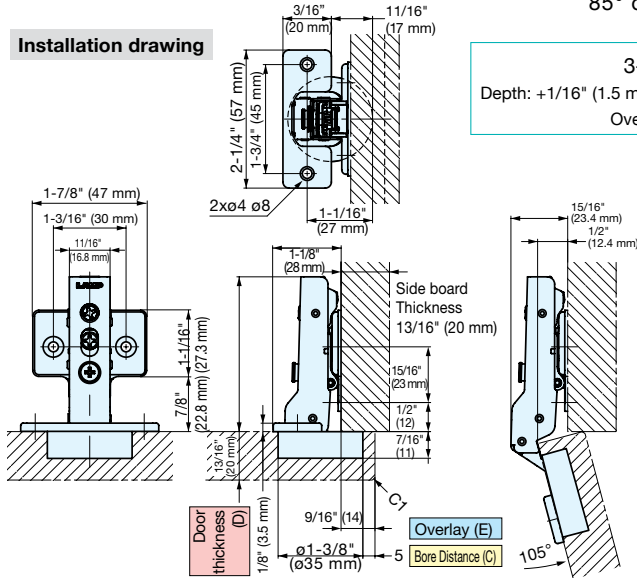 Installation drawing
3/16"
(20 mm)
11/16"
(17 mm)
2-1/4" (57 mm)
1-3/4" (45 mm)
2xø4 ø8
1-1/16"
(27 mm)
85°
3-
Depth: +1/16" (1.5 m
Ove
1-7/8" (47 mm)
1-3/16" (30 mm)
11/16"
(16.8 mm)
LAMP
1-1/16"
(27.3 mm)
7/8"
(22.8 mm)
1-1/8"
(28 mm)
Side board
Thickness
13/16" (20 mm)
15/16"
(23 mm)
1/2"
(12)
7/16"
(11)
13/16"
(20 mm)
Door
thickness
(D)
1/8" (3.5 mm)
9/16" (14)
C1
ø1-3/8"
(ø35 mm)
5
Overlay (E)
Bore Distance (C)
15/16"
(23.4 mm)
1/2"
(12.4 mm)
105°